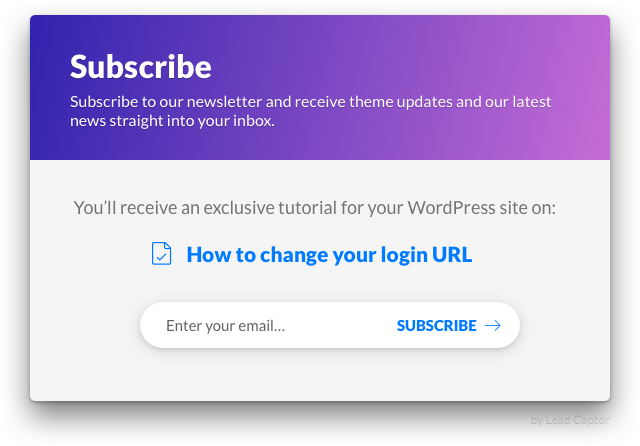 Subscribe
Subscribe to our newsletter and receive theme updates and our latest
news straight into your inbox.
You’ll receive an exclusive tutorial for your WordPress site on:
How to change your login URL
Enter your email...
SUBSCRIBE
by Lead Captor